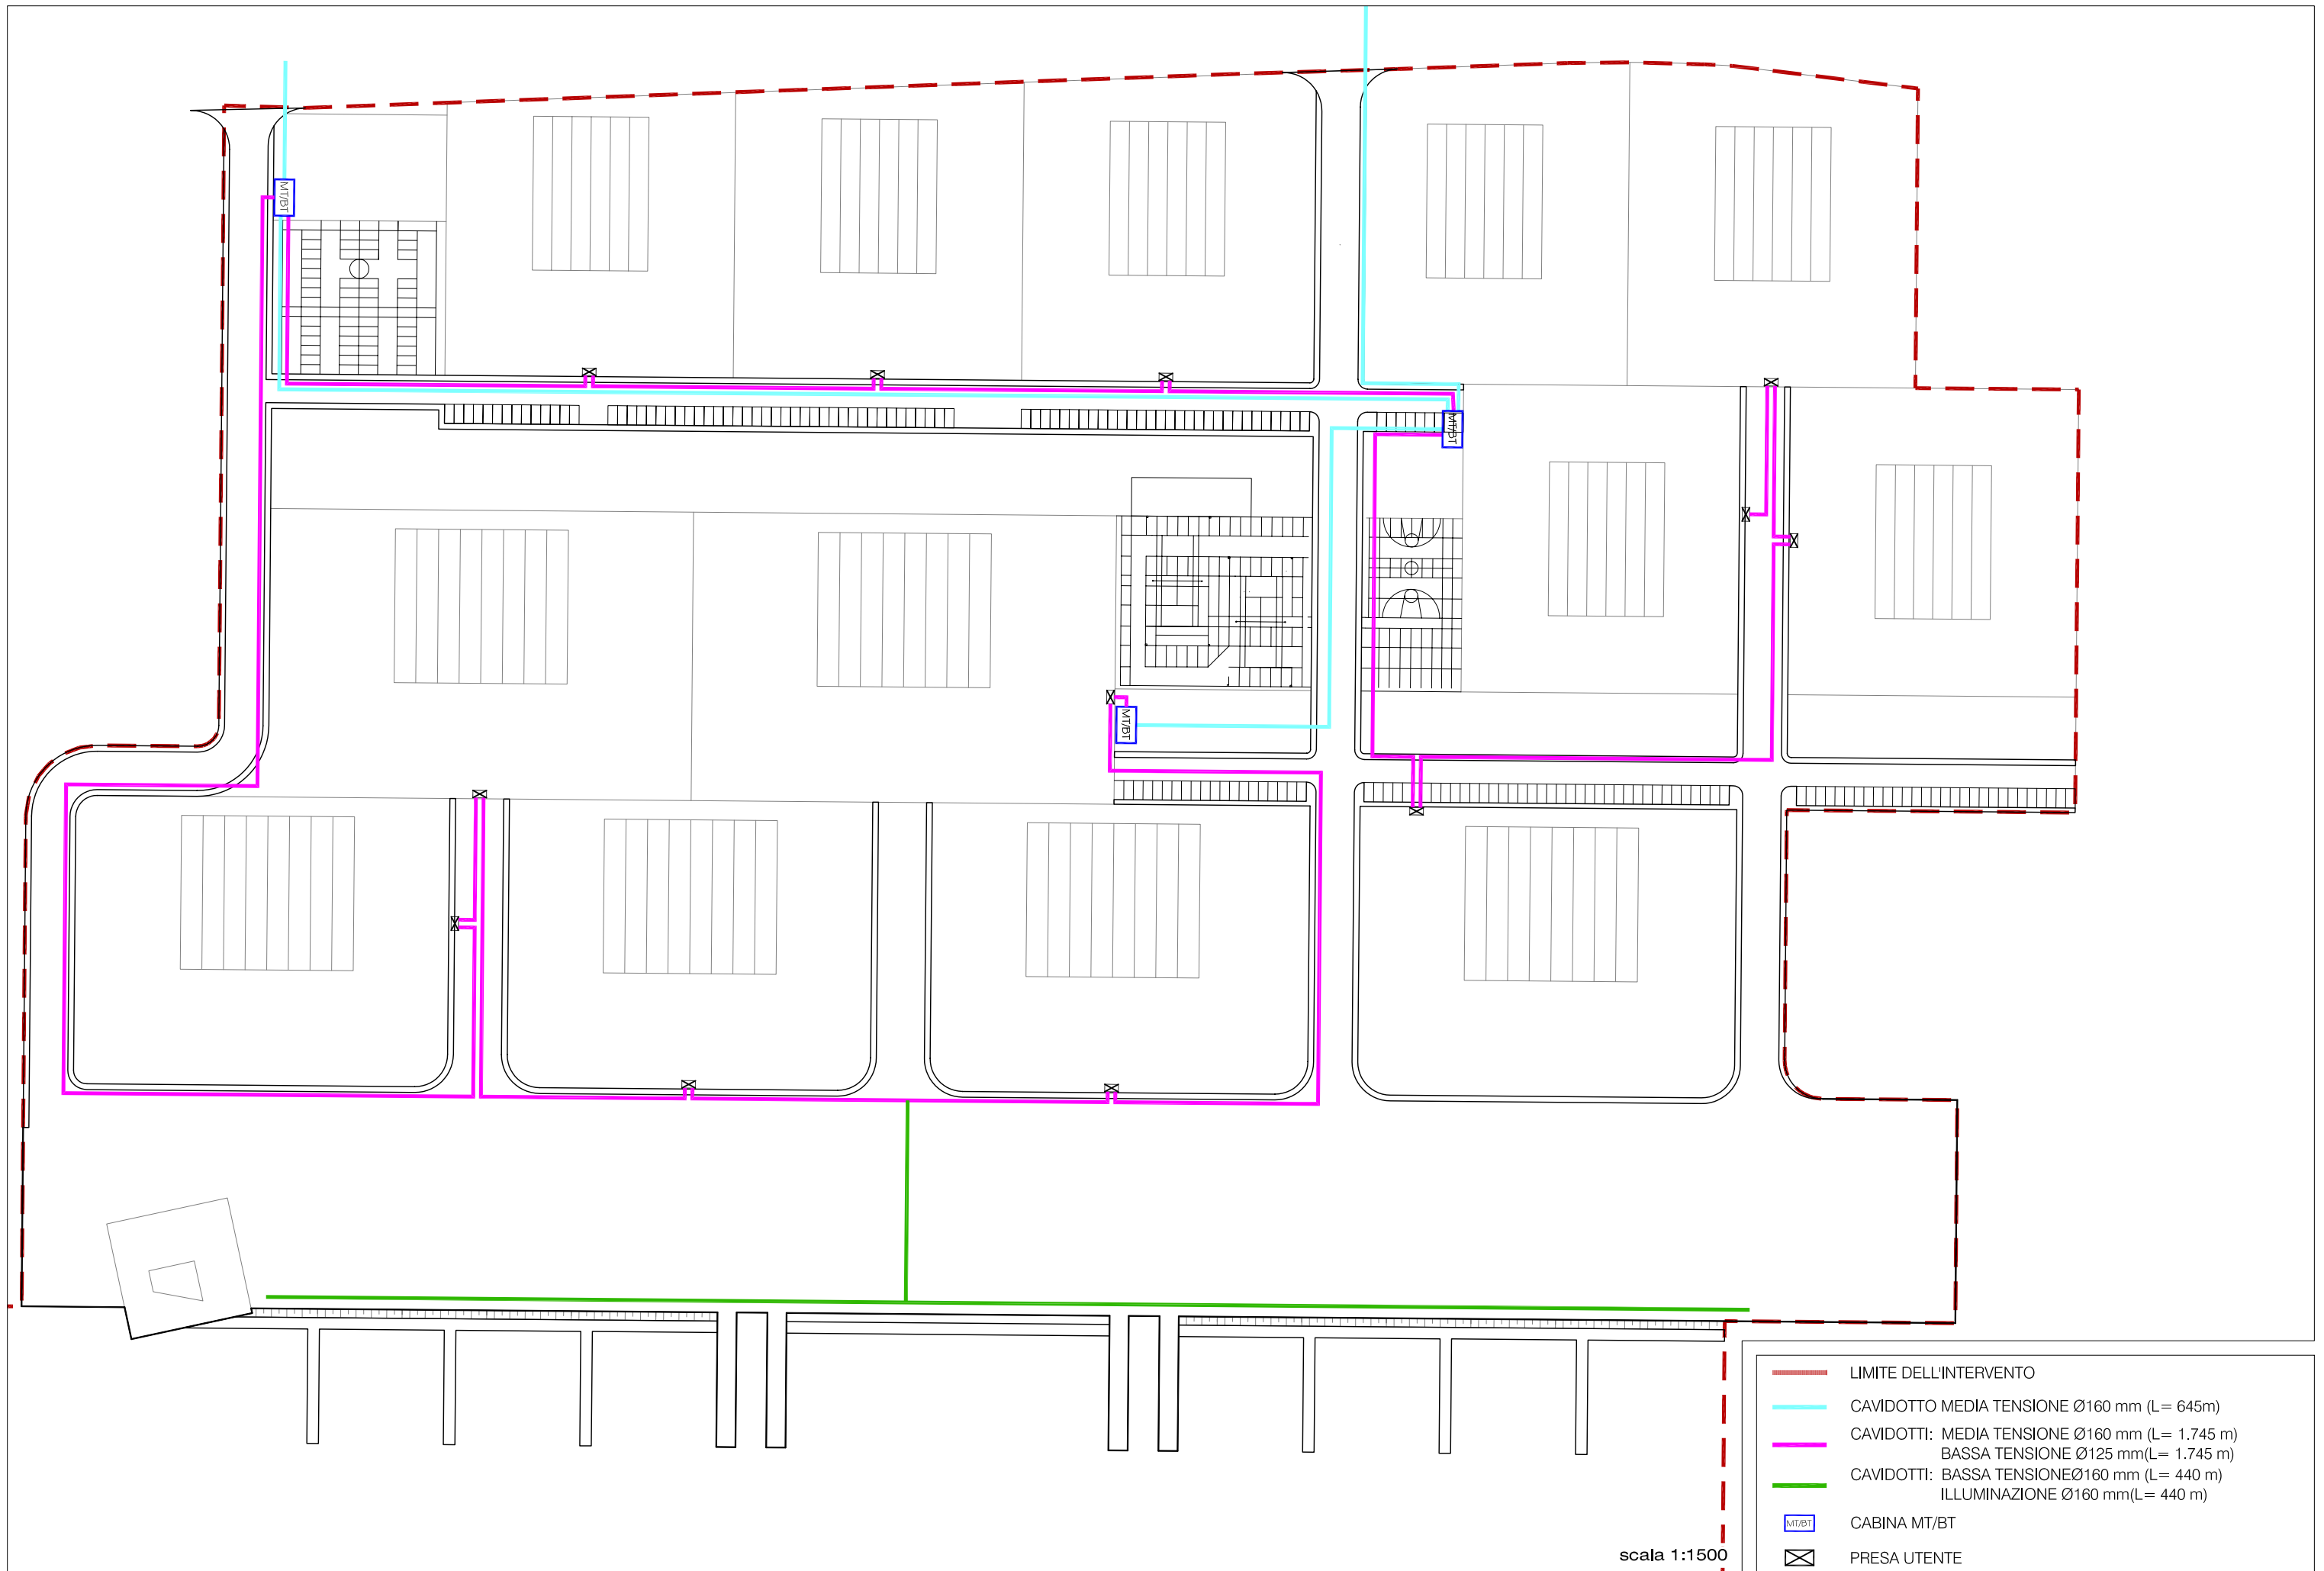 MT/BT
MT/BT
MT/BT
LIMITE DELL'INTERVENTO
CAVIDOTTO MEDIA TENSIONE Ø160 mm (L= 645m)
CAVIDOTTI: MEDIA TENSIONE Ø160 mm (L= 1.745 m)
BASSA TENSIONE Ø125 mm(L= 1.745 m)
CAVIDOTTI: BASSA TENSIONEØ160 mm (L= 440 m)
ILLUMINAZIONE Ø160 mm(L= 440 m)
MT/BT CABINA MT/BT
PRESA UTENTE
scala 1:1500